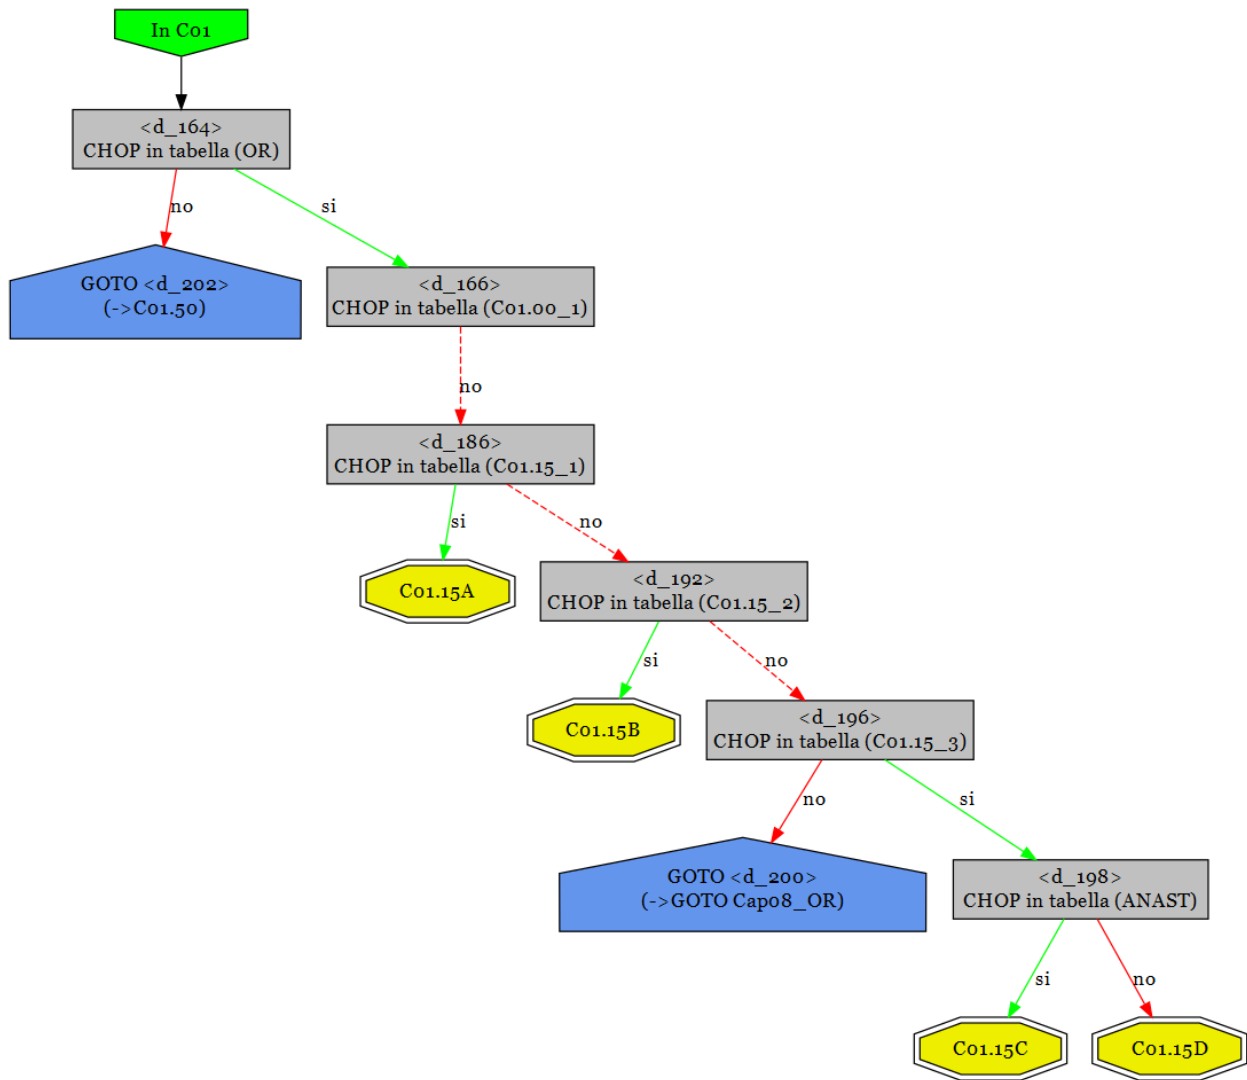 In C01
<d_164>
CHOP in tabella (OR)
no
si
GOTO <d_202>
(->C01.50)
<d_166>
CHOP in tabella (C01.00_1)
no
<d_186>
CHOP in tabella (C01.15_1)
si
no
C01.15A
<d_192>
CHOP in tabella (C01.15_2)
si
no
C01.15B
<d_196>
CHOP in tabella (C01.15_3)
no
si
GOTO <d_200>
(->GOTO Cap08_OR)
<d_198>
CHOP in tabella (ANAST)
si
no
C01.15C
C01.15D